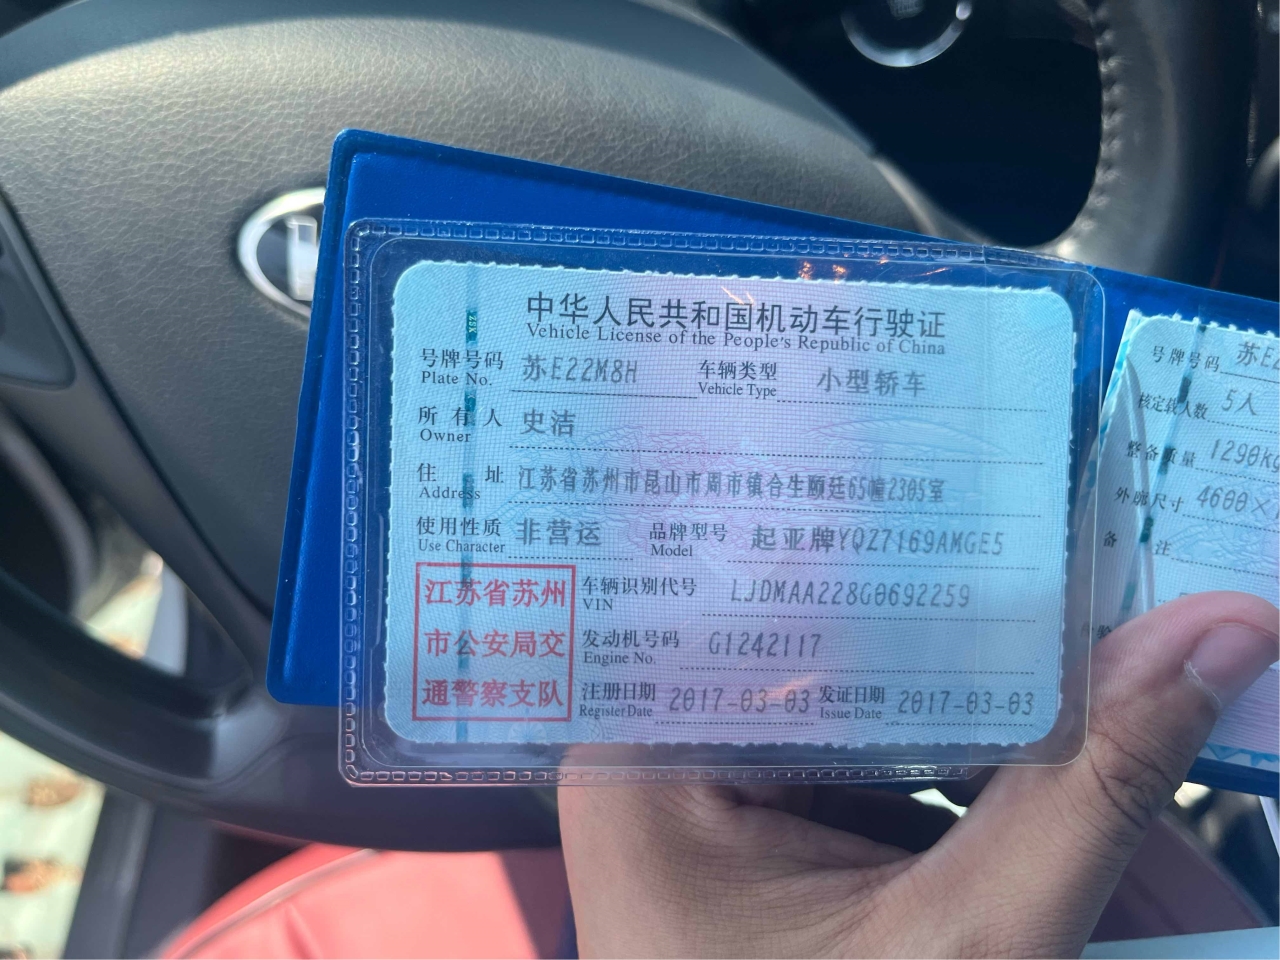 中华人民共和国机动车行驶证
Vehicle License of the People's Republic of China
号牌号码 苏E22M8H 车辆类型 小型轿车
Plate No. Vehicle Type
所有人 史洁
Owner
住址 江苏省苏州市昆山市周市镇合生颐廷65幢2305室
Address
使用性质 非营运 品牌型号 起亚牌YQZ7169AMGE5
Use Character Model
江苏省苏州
市公安局交
通警察支队
车辆识别代号 LJDMAA228G0692259
VIN
发动机号码 G1242117
Engine No.
注册日期 2017-03-03 发证日期 2017-03-03
Register Date Issue Date
号牌号码 苏E2
核定载人数 5人
整备质量 1290kg
外廓尺寸 4600×
备注